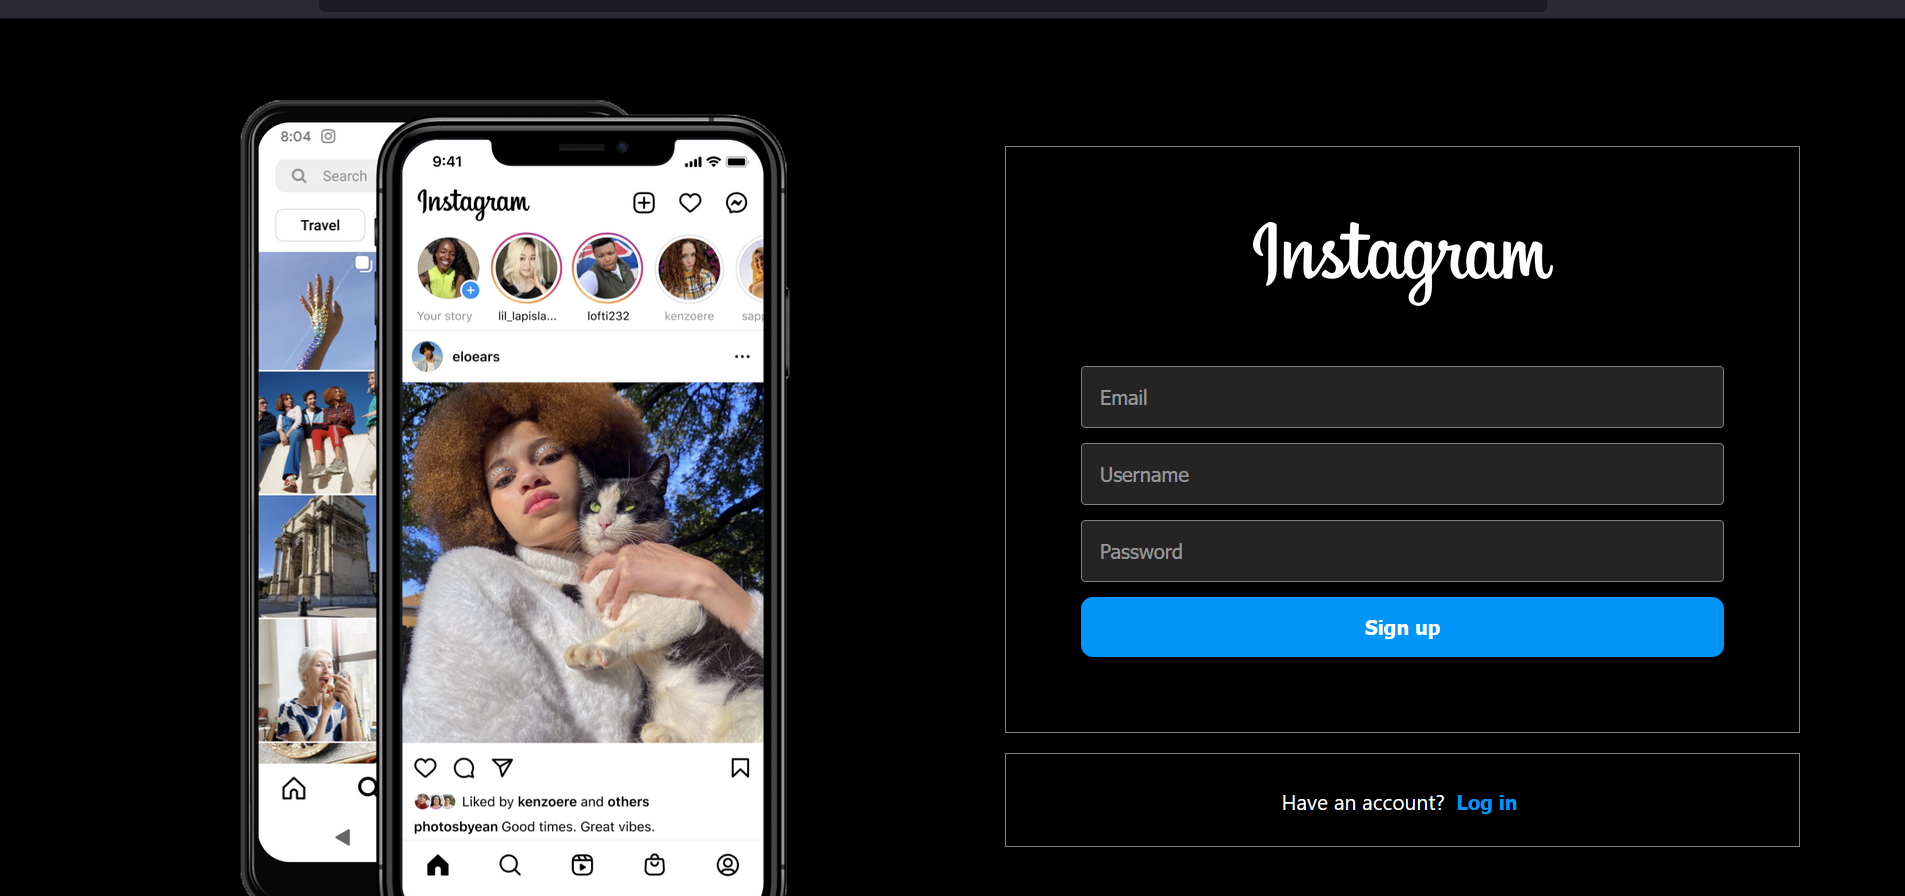 8:04
Search
Travel
9:41
Instagram
Your story
lil_lapisla...
lofti232
kenzoere
sapp
eloears
Liked by kenzoere and others
photosbyean Good times. Great vibes.
Instagram
Email
Username
Password
Sign up
Have an account? Log in